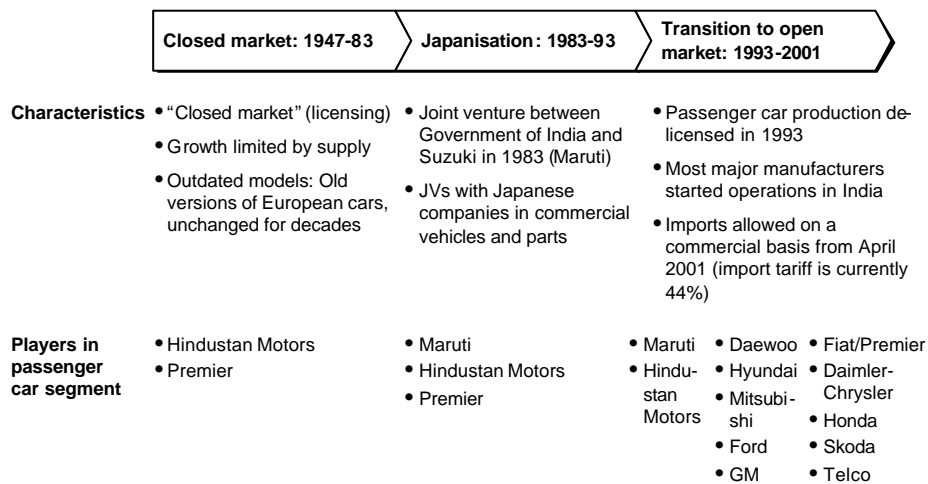 Closed market: 1947-83
Japanisation: 1983-93
Transition to open
market: 1993-2001
Characteristics
• “Closed market” (licensing)
• Growth limited by supply
• Outdated models: Old
versions of European cars,
unchanged for decades
• Joint venture between
Government of India and
Suzuki in 1983 (Maruti)
• JVs with Japanese
companies in commercial
vehicles and parts
• Passenger car production de-
licensed in 1993
• Most major manufacturers
started operations in India
• Imports allowed on a
commercial basis from April
2001 (import tariff is currently
44%)
Players in
passenger
car segment
• Hindustan Motors
• Premier
• Maruti
• Hindustan Motors
• Premier
• Maruti
• Hindu-
stan
Motors
• Daewoo
• Hyundai
• Mitsubi-
shi
• Ford
• GM
• Fiat/Premier
• Daimler-
Chrysler
• Honda
• Skoda
• Telco